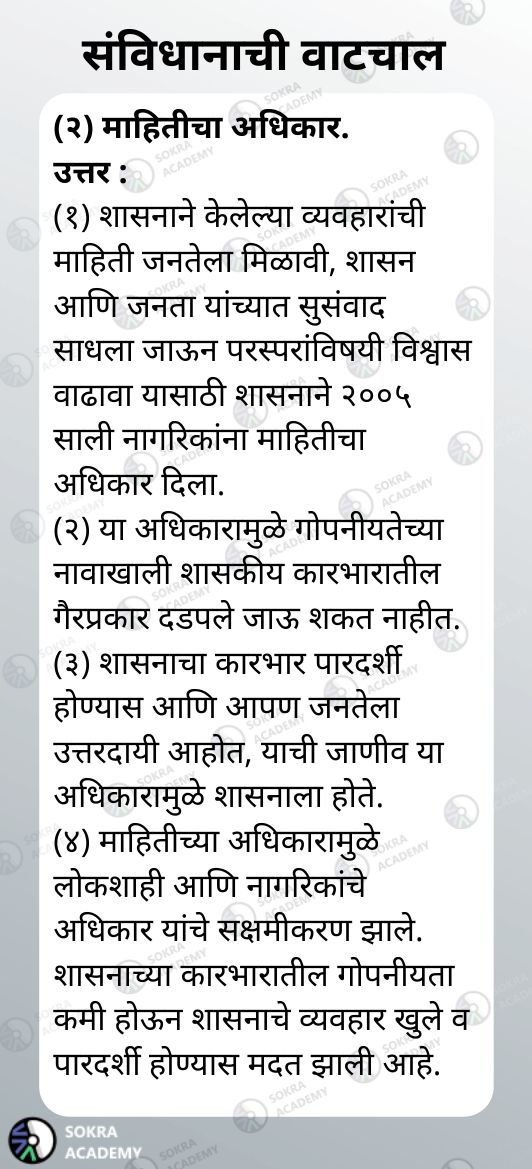 संविधानाची वाटचाल
(२) माहितीचा अधिकार.
उत्तर :
(१) शासनाने केलेल्या व्यवहारांची
माहिती जनतेला मिळावी, शासन
आणि जनता यांच्यात सुसंवाद
साधला जाऊन परस्परांविषयी विश्वास
वाढावा यासाठी शासनाने २००५
साली नागरिकांना माहितीचा
अधिकार दिला.
(२) या अधिकारामुळे गोपनीयतेच्या
नावाखाली शासकीय कारभारातील
गैरप्रकार दडपले जाऊ शकत नाहीत.
(३) शासनाचा कारभार पारदर्शी
होण्यास आणि आपण जनतेला
उत्तरदायी आहोत, याची जाणीव या
अधिकारामुळे शासनाला होते.
(४) माहितीच्या अधिकारामुळे
लोकशाही आणि नागरिकांचे
अधिकार यांचे सक्षमीकरण झाले.
शासनाच्या कारभारातील गोपनीयता
कमी होऊन शासनाचे व्यवहार खुले व
पारदर्शी होण्यास मदत झाली आहे.
SOKRA
ACADEMY